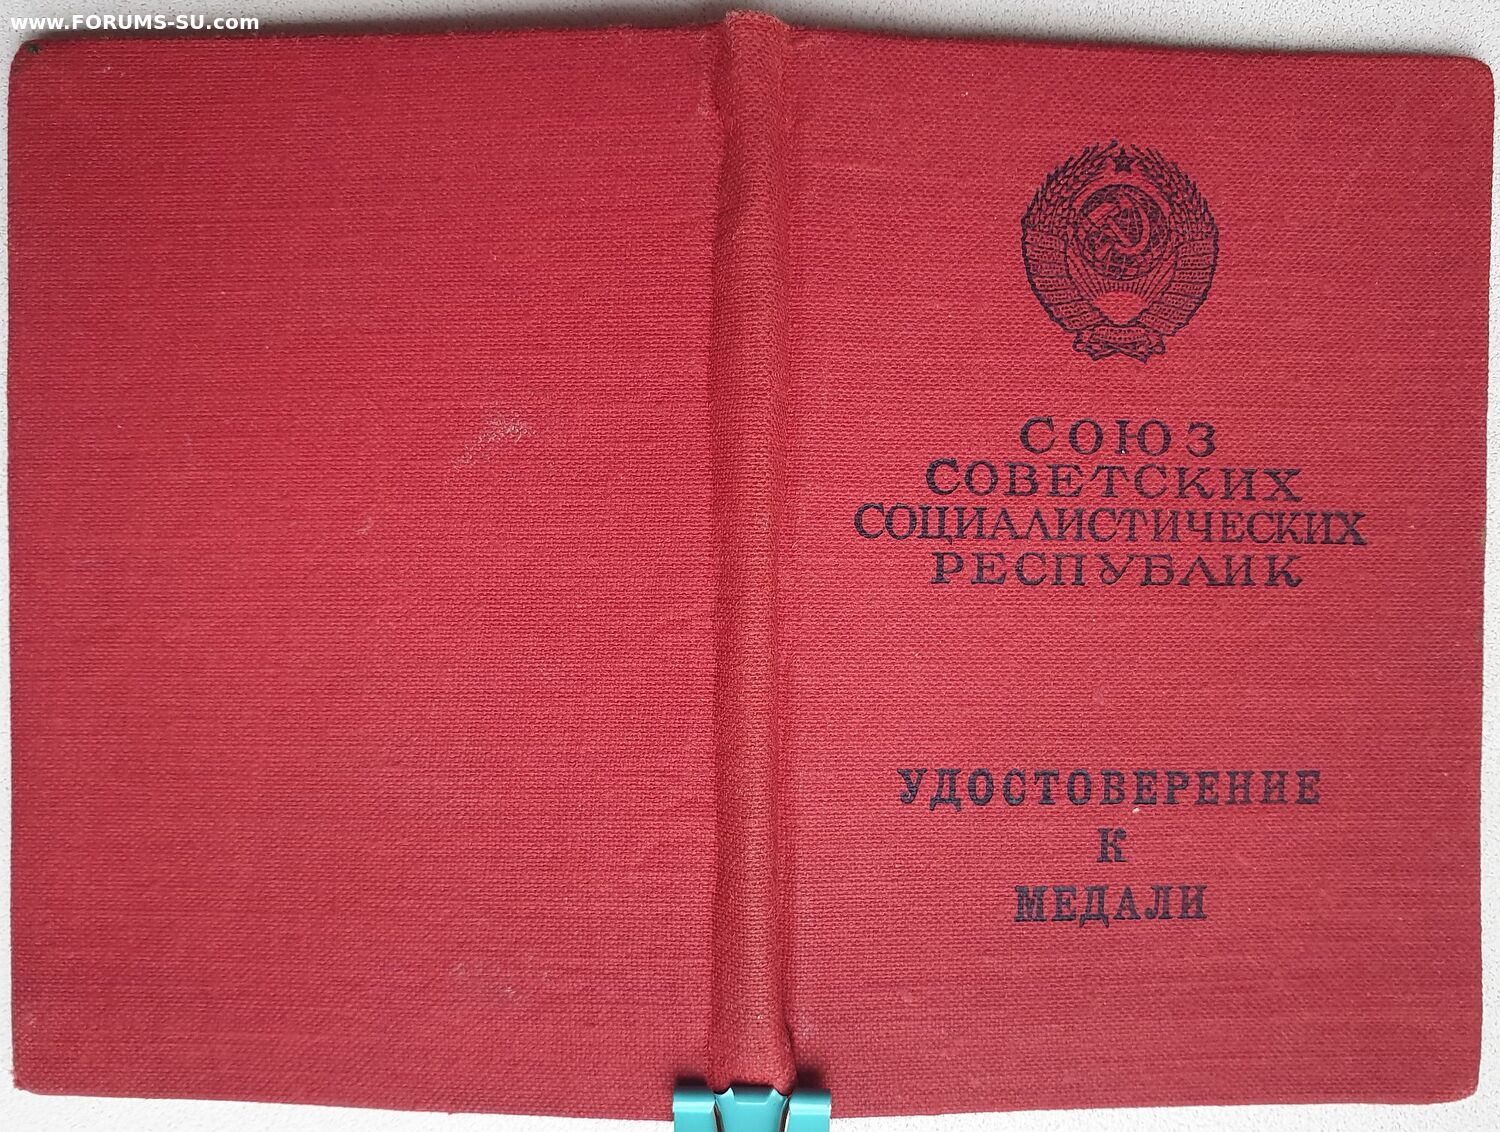 www.FORUMS-SU.com
СОЮЗ
СОВЕТСКИХ
СОЦИАЛИСТИЧЕСКИХ
РЕСПУБЛИК
УДОСТОВЕРЕНИЕ
К
МЕДАЛИ